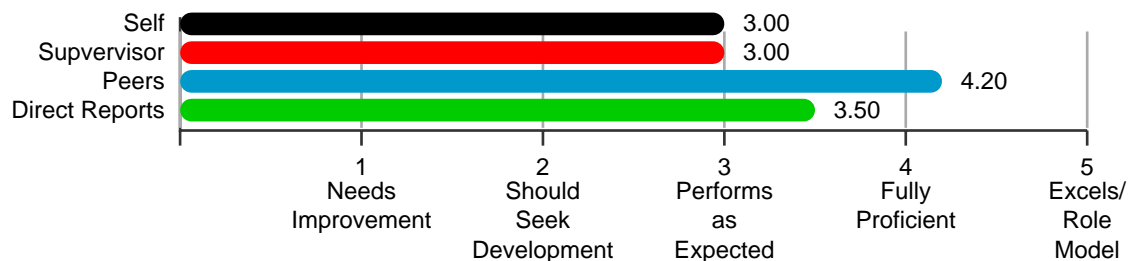 Self 3.00
Supvervisor 3.00
Peers 4.20
Direct Reports 3.50
1 2 3 4 5
Needs Should Performs Fully Excels/
Improvement Seek as Proficient Role
Development Expected Model